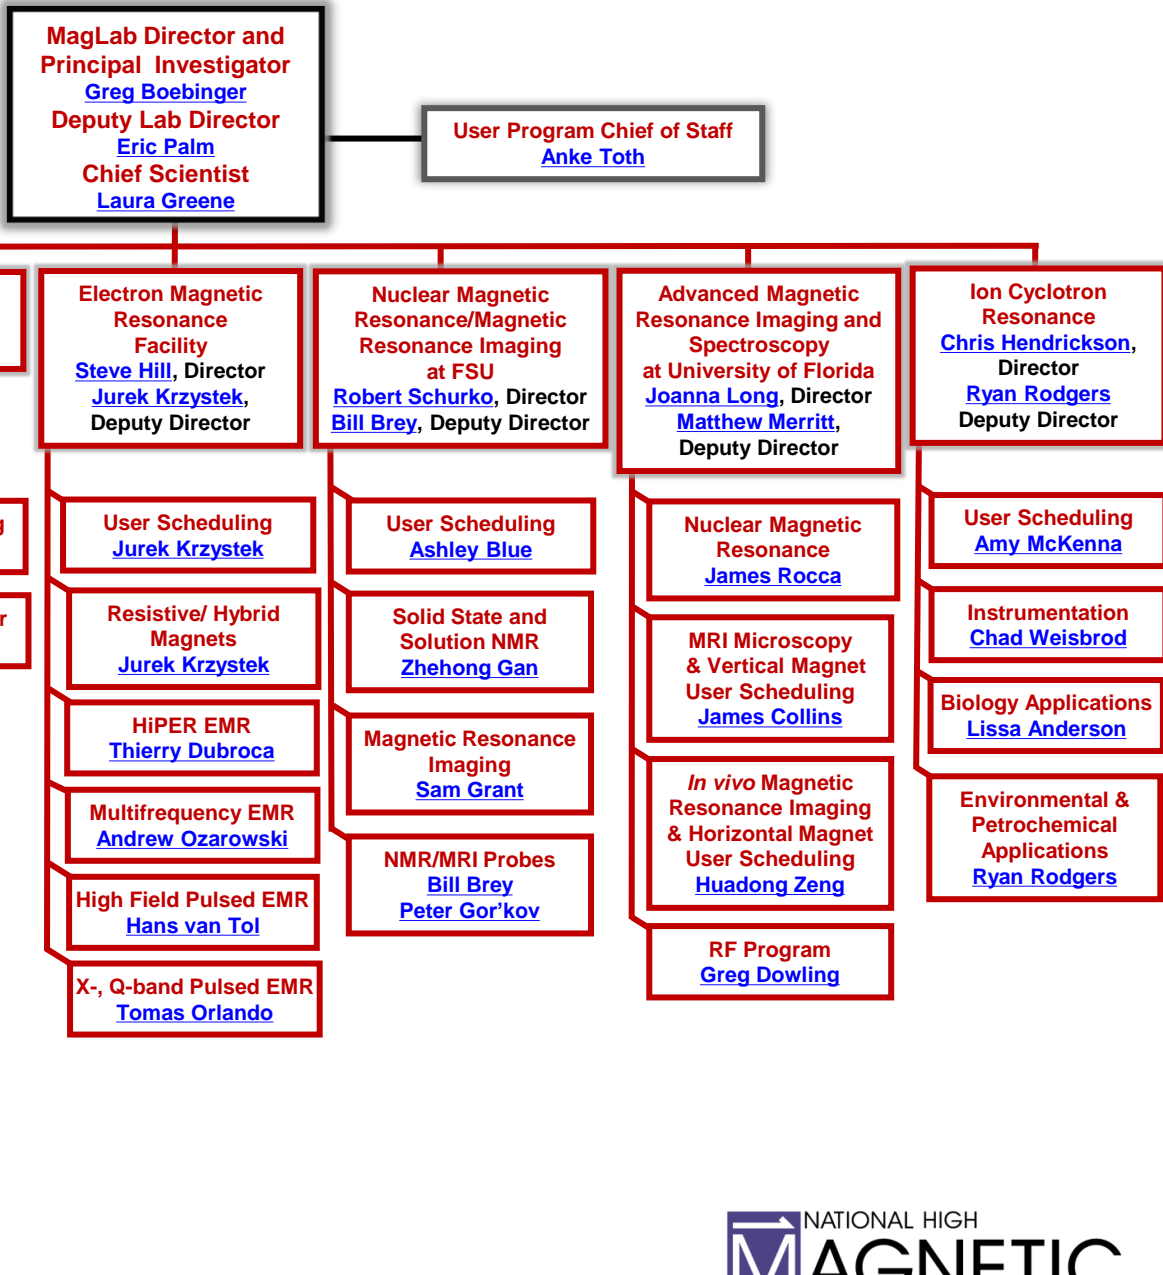 MagLab Director and
Principal Investigator
Greg Boebinger
Deputy Lab Director
Eric Palm
Chief Scientist
Laura Greene
User Program Chief of Staff
Anke Toth
Electron Magnetic
Resonance
Facility
Steve Hill, Director
Jurek Krzystek,
Deputy Director
User Scheduling
Jurek Krzystek
Resistive/ Hybrid
Magnets
Jurek Krzystek
HiPER EMR
Thierry Dubroca
Multifrequency EMR
Andrew Ozarowski
High Field Pulsed EMR
Hans van Tol
X-, Q-band Pulsed EMR
Tomas Orlando
Nuclear Magnetic
Resonance/Magnetic
Resonance Imaging
at FSU
Robert Schurko, Director
Bill Brey, Deputy Director
User Scheduling
Ashley Blue
Solid State and
Solution NMR
Zhehong Gan
Magnetic Resonance
Imaging
Sam Grant
NMR/MRI Probes
Bill Brey
Peter Gor’kov
Advanced Magnetic
Resonance Imaging and
Spectroscopy
at University of Florida
Joanna Long, Director
Matthew Merritt,
Deputy Director
Nuclear Magnetic
Resonance
James Rocca
MRI Microscopy
& Vertical Magnet
User Scheduling
James Collins
In vivo Magnetic
Resonance Imaging
& Horizontal Magnet
User Scheduling
Huadong Zeng
RF Program
Greg Dowling
Ion Cyclotron
Resonance
Chris Hendrickson,
Director
Ryan Rodgers
Deputy Director
User Scheduling
Amy McKenna
Instrumentation
Chad Weisbrod
Biology Applications
Lissa Anderson
Environmental &
Petrochemical
Applications
Ryan Rodgers
NATIONAL HIGH
MAGNETIC